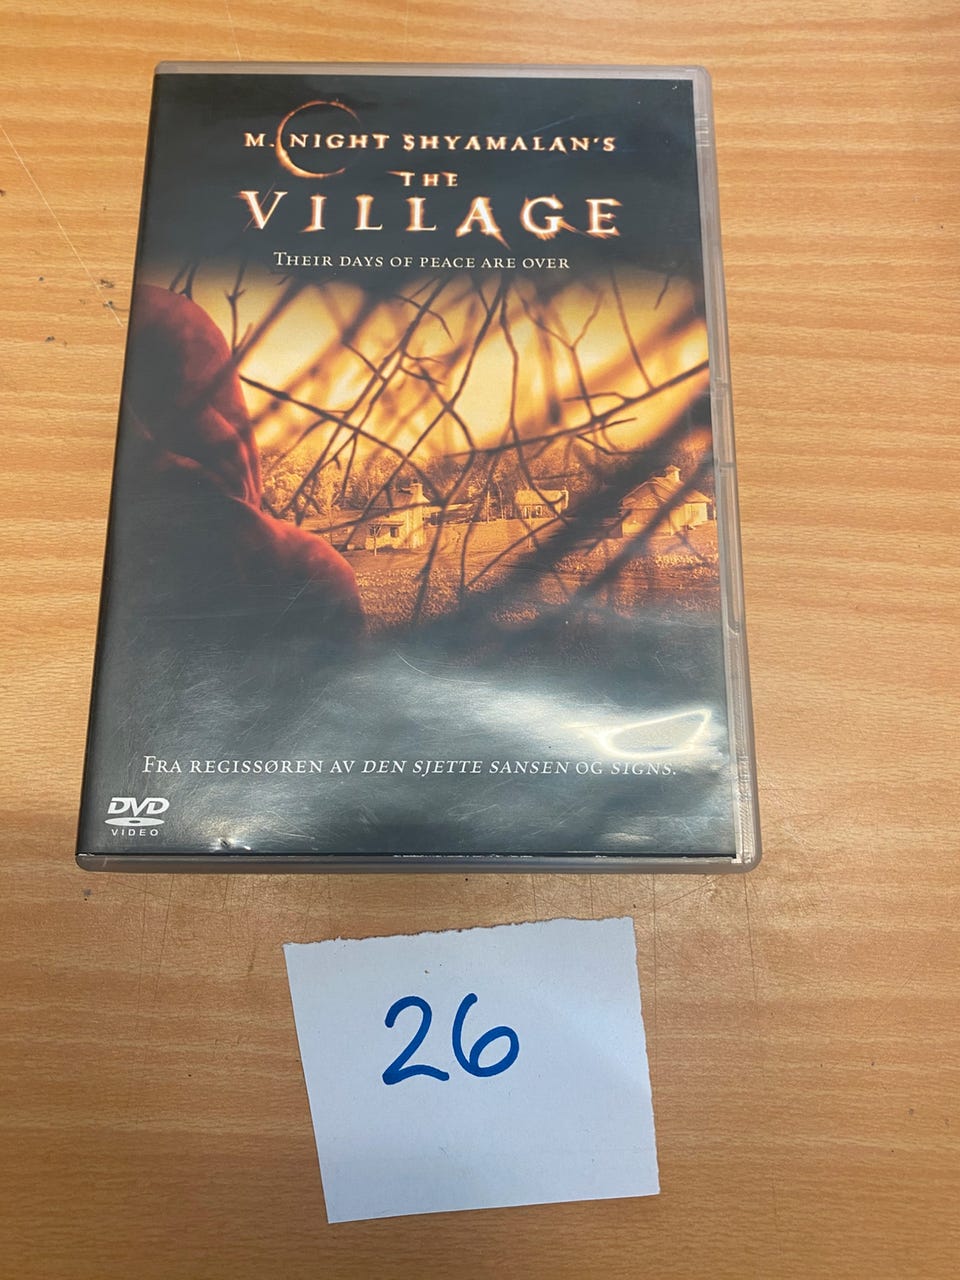 M. NIGHT SHYAMALAN'S
THE
VILLAGE
THEIR DAYS OF PEACE ARE OVER
FRA REGISSØREN AV DEN SJETTE SANSEN OG SIGNS.
DVD
VIDEO
26